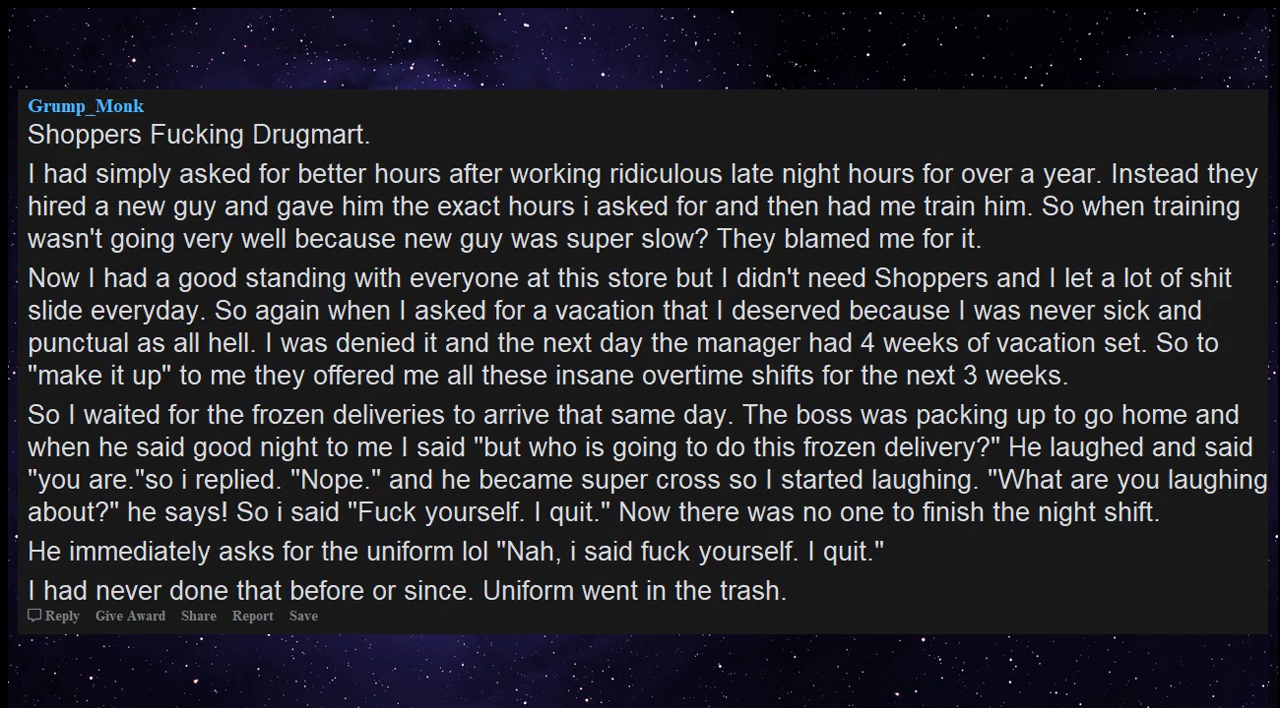 Grump_Monk
Shoppers Fucking Drugmart.
I had simply asked for better hours after working ridiculous late night hours for over a year. Instead they
hired a new guy and gave him the exact hours i asked for and then had me train him. So when training
wasn't going very well because new guy was super slow? They blamed me for it.
Now I had a good standing with everyone at this store but I didn't need Shoppers and I let a lot of shit
slide everyday. So again when I asked for a vacation that I deserved because I was never sick and
punctual as all hell. I was denied it and the next day the manager had 4 weeks of vacation set. So to
"make it up" to me they offered me all these insane overtime shifts for the next 3 weeks.
So I waited for the frozen deliveries to arrive that same day. The boss was packing up to go home and
when he said good night to me I said "but who is going to do this frozen delivery?" He laughed and said
"you are."so i replied. "Nope." and he became super cross so I started laughing. "What are you laughing
about?" he says! So i said "Fuck yourself. I quit." Now there was no one to finish the night shift.
He immediately asks for the uniform lol "Nah, i said fuck yourself. I quit."
I had never done that before or since. Uniform went in the trash.
Reply Give Award Share Report Save